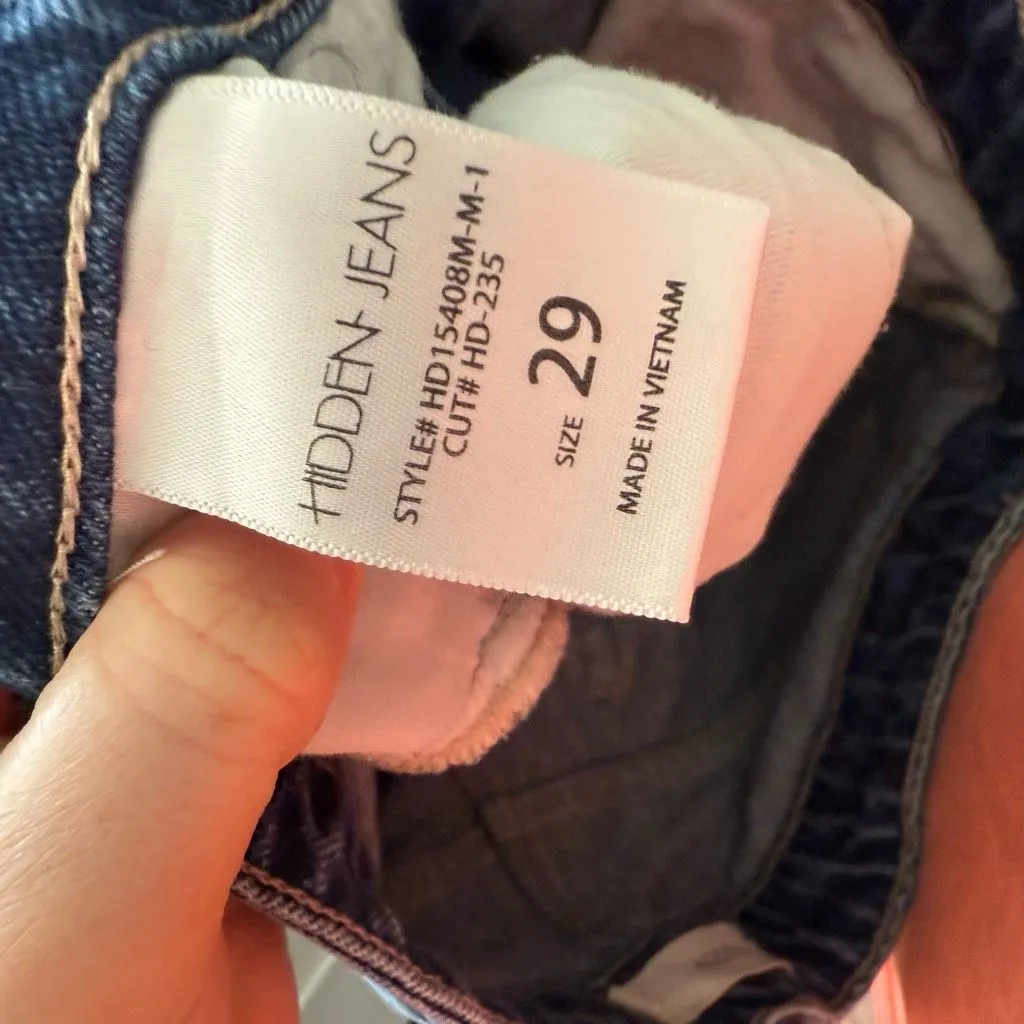 HIDDEN JEANS
STYLE# HD15408M-M-1
CUT# HD-235
SIZE 29
MADE IN VIETNAM